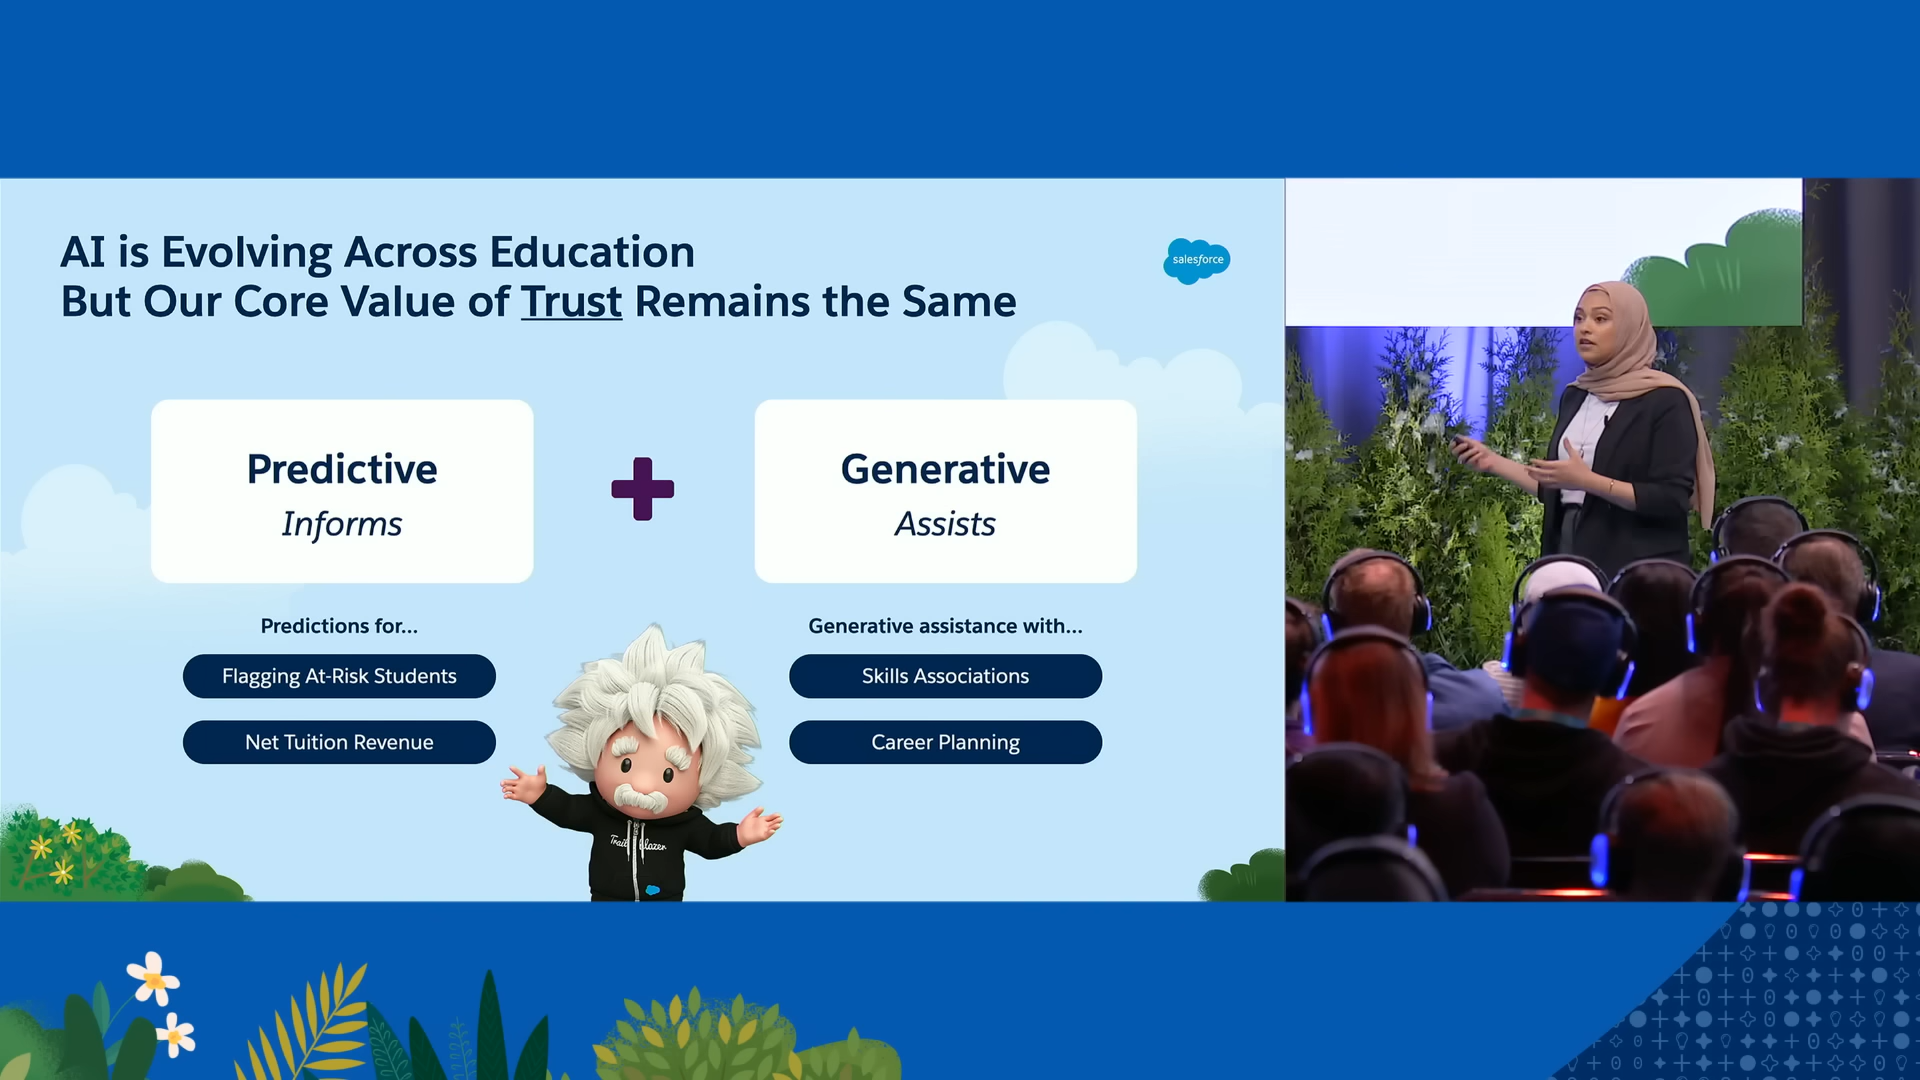 AI is Evolving Across Education
But Our Core Value of Trust Remains the Same
salesforce
Predictive
Informs
Generative
Assists
Predictions for...
Flagging At-Risk Students
Net Tuition Revenue
Generative assistance with...
Skills Associations
Career Planning
Trailblazer